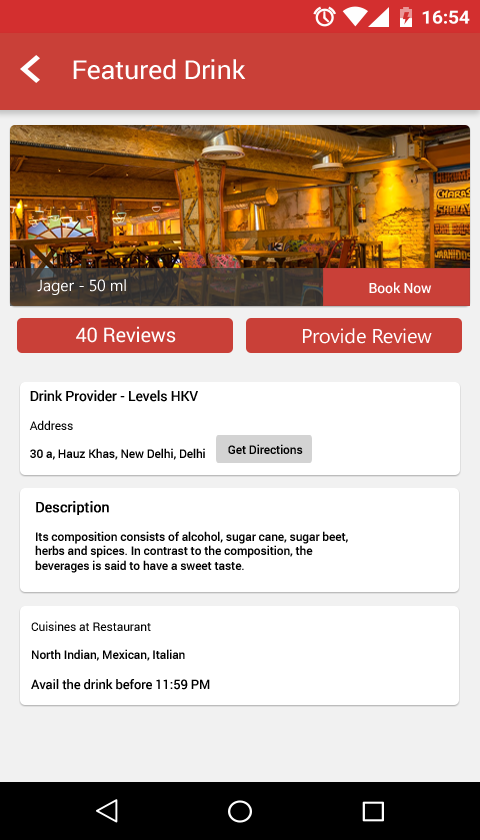 16:54
Featured Drink
CHARAS
Jager - 50 ml
Book Now
40 Reviews
Provide Review
Drink Provider - Levels HKV
Address
30 a, Hauz Khas, New Delhi, Delhi
Get Directions
Description
Its composition consists of alcohol, sugar cane, sugar beet,
herbs and spices. In contrast to the composition, the
beverages is said to have a sweet taste.
Cuisines at Restaurant
North Indian, Mexican, Italian
Avail the drink before 11:59 PM